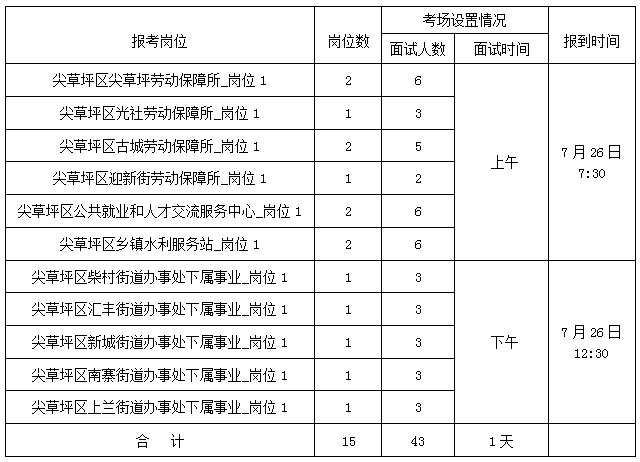 报考岗位 岗位数 考场设置情况 报到时间
面试人数 面试时间
尖草坪区尖草坪劳动保障所_岗位1 2 6 上午 7月26日 7:30
尖草坪区光社劳动保障所_岗位1 1 3
尖草坪区古城劳动保障所_岗位1 2 5
尖草坪区迎新街劳动保障所_岗位1 1 2
尖草坪区公共就业和人才交流服务中心_岗位1 2 6
尖草坪区乡镇水利服务站_岗位1 2 6
尖草坪区柴村街道办事处下属事业_岗位1 1 3 下午 7月26日 12:30
尖草坪区汇丰街道办事处下属事业_岗位1 1 3
尖草坪区新城街道办事处下属事业_岗位1 1 3
尖草坪区南寨街道办事处下属事业_岗位1 1 3
尖草坪区上兰街道办事处下属事业_岗位1 1 3
合 计 15 43 1天